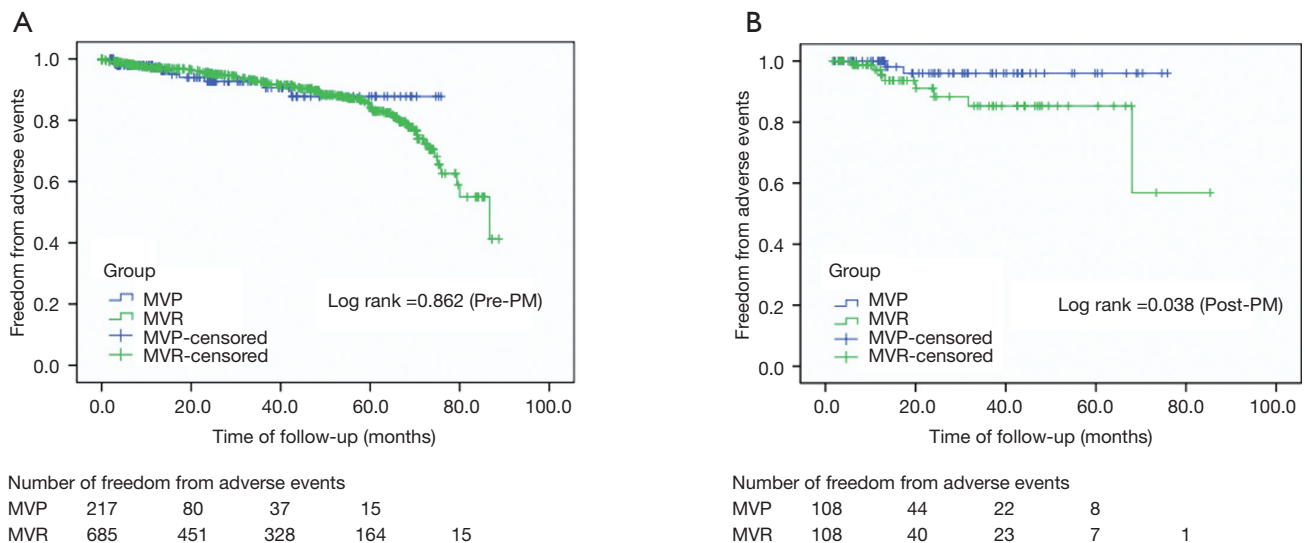 A
Freedom from adverse events
1.0
0.8
0.6
0.4
0.2
0.0
Group
MVP
MVR
MVP-censored
MVR-censored
Log rank =0.862 (Pre-PM)
0.0 20.0 40.0 60.0 80.0 100.0
Time of follow-up (months)
Number of freedom from adverse events
MVP 217 80 37 15
MVR 685 451 328 164 15
B
Freedom from adverse events
1.0
0.8
0.6
0.4
0.2
0.0
Group
MVP
MVR
MVP-censored
MVR-censored
Log rank =0.038 (Post-PM)
0.0 20.0 40.0 60.0 80.0 100.0
Time of follow-up (months)
Number of freedom from adverse events
MVP 108 44 22 8
MVR 108 40 23 7 1